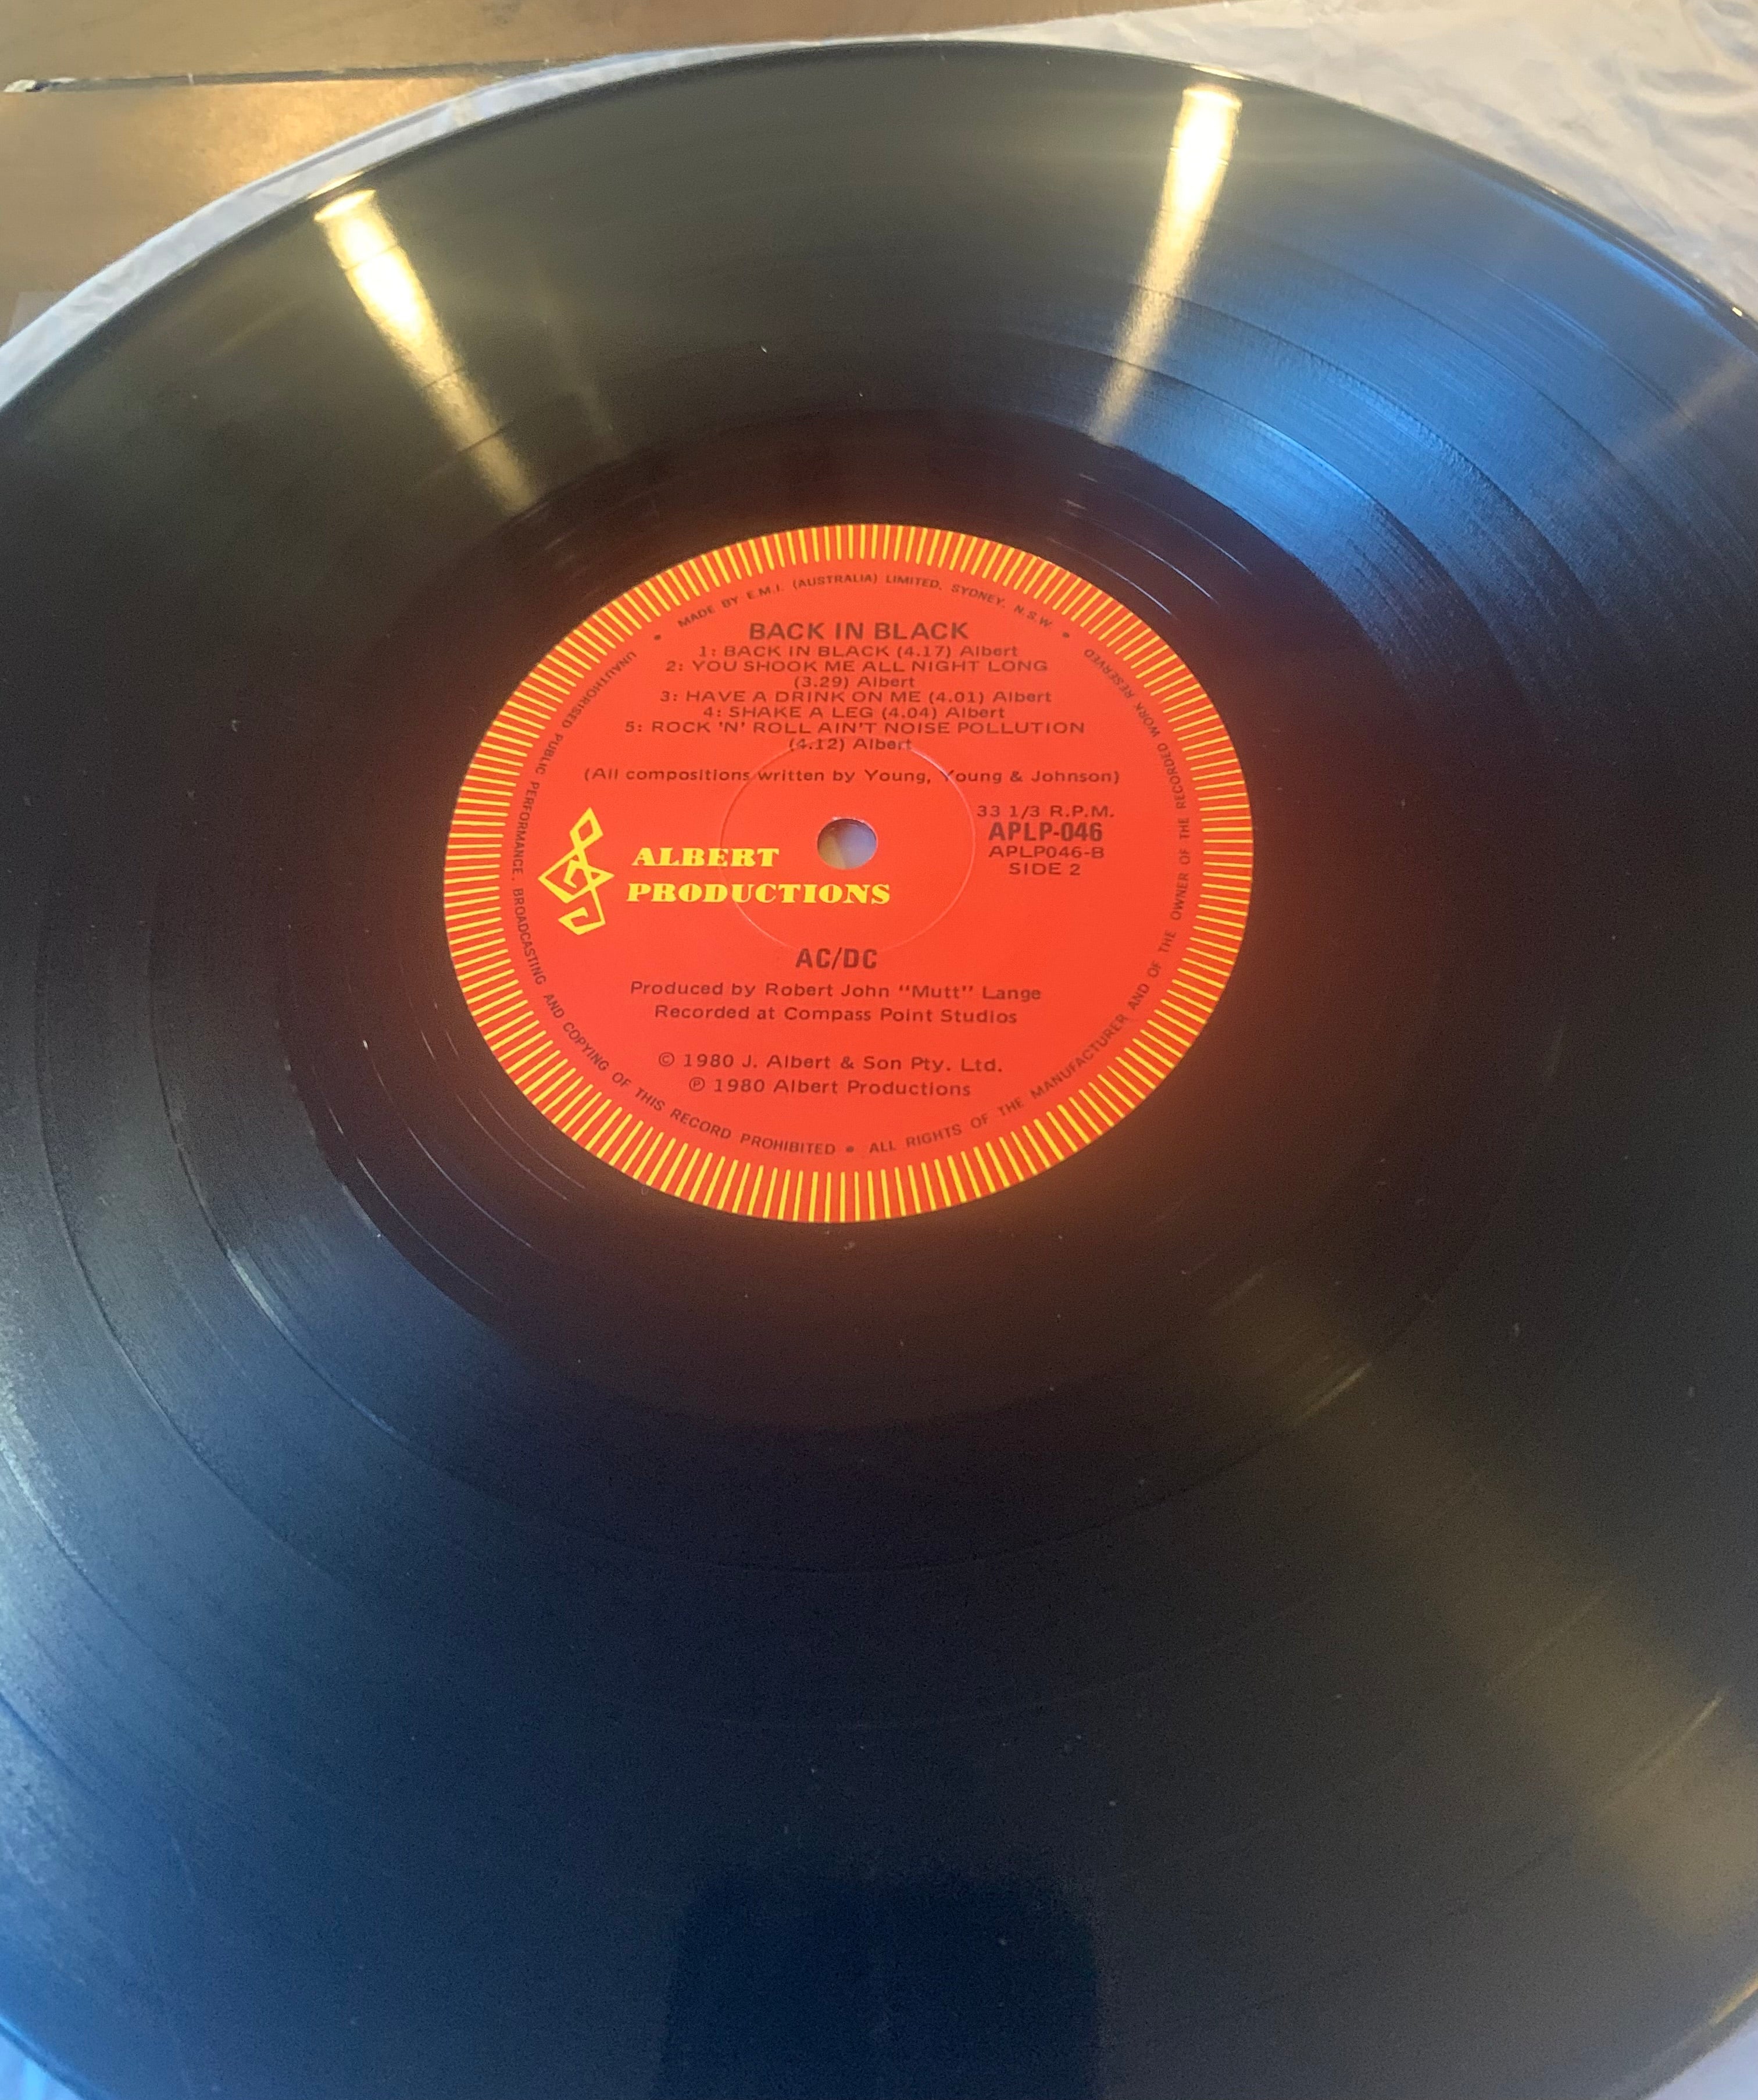 MADE BY E.M.I. (AUSTRALIA) LIMITED, SYDNEY, N.S.W.
BACK IN BLACK
1: BACK IN BLACK (4.17) Albert
2: YOU SHOOK ME ALL NIGHT LONG
(3.29) Albert
3: HAVE A DRINK ON ME (4.01) Albert
4: SHAKE A LEG (4.04) Albert
5: ROCK 'N' ROLL AIN'T NOISE POLLUTION
(4.12) Albert
(All compositions written by Young, Young & Johnson)
33 1/3 R.P.M.
APLP-046
APLP046-B
SIDE 2
ALBERT
PRODUCTIONS
AC/DC
Produced by Robert John “Mutt” Lange
Recorded at Compass Point Studios
© 1980 J. Albert & Son Pty. Ltd.
℗ 1980 Albert Productions
UNAUTHORISED PUBLIC PERFORMANCE, BROADCASTING AND COPYING OF THIS RECORD PROHIBITED • ALL RIGHTS OF THE MANUFACTURER AND OF THE OWNER OF THE RECORDED WORK RESERVED